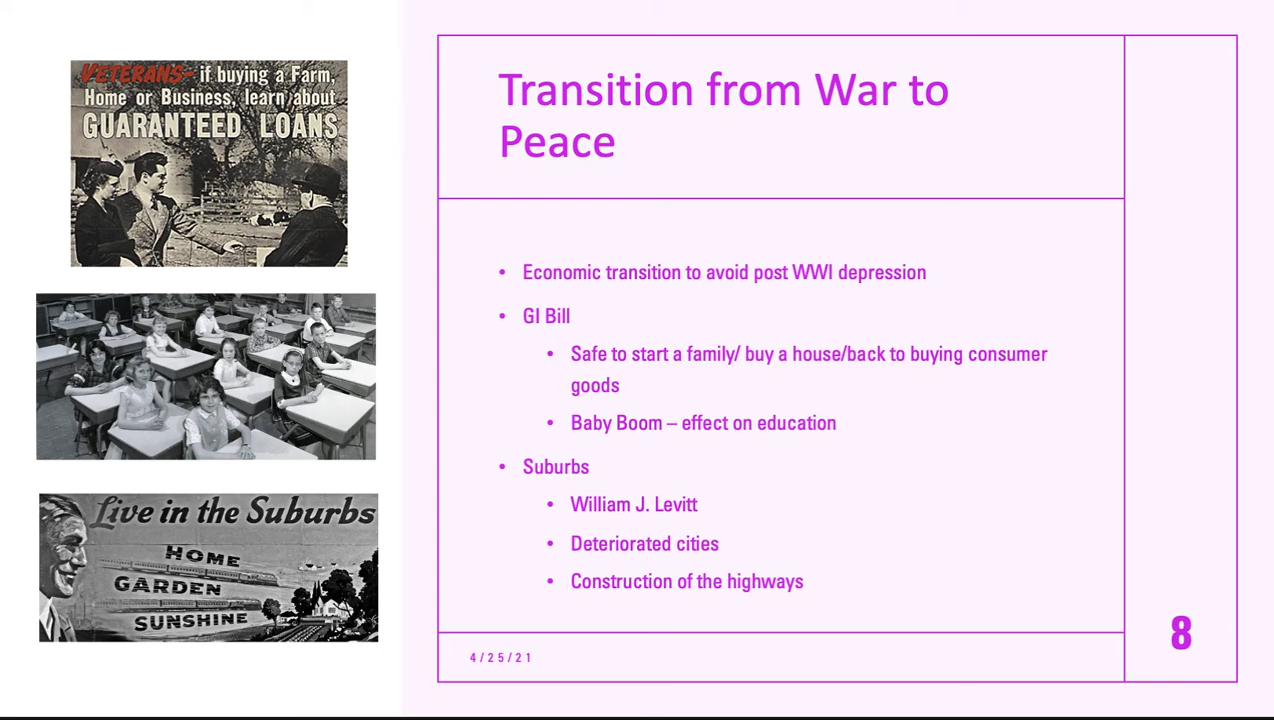 VETERANS- if buying a Farm,
Home or Business, learn about
GUARANTEED LOANS
Live in the Suburbs
HOME
GARDEN
SUNSHINE
Transition from War to
Peace
• Economic transition to avoid post WWI depression
• GI Bill
• Safe to start a family/ buy a house/back to buying consumer
goods
• Baby Boom – effect on education
• Suburbs
• William J. Levitt
• Deteriorated cities
• Construction of the highways
4/25/21
8